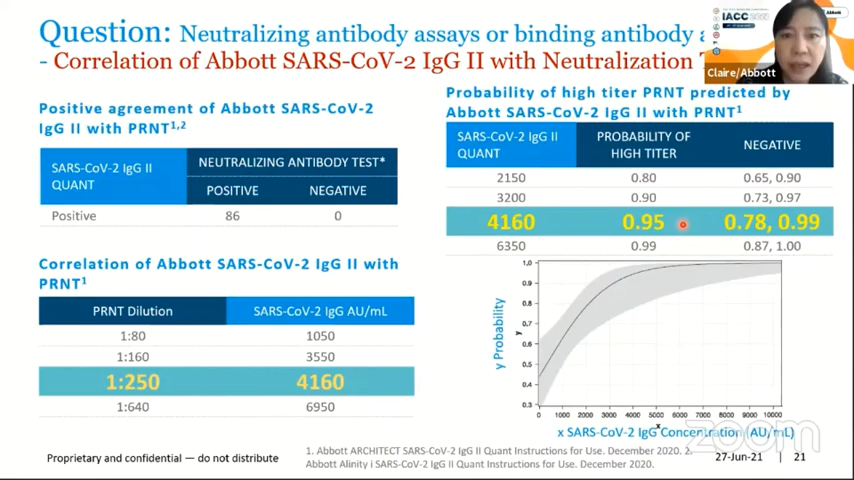 Question: Neutralizing antibody assays or binding antibody a
- Correlation of Abbott SARS-CoV-2 IgG II with Neutralization T
IACC
Abbott
Claire/Abbott
Positive agreement of Abbott SARS-CoV-2
IgG II with PRNT1,2
SARS-CoV-2 IgG II
QUANT
NEUTRALIZING ANTIBODY TEST*
POSITIVE NEGATIVE
Positive 86 0
Correlation of Abbott SARS-CoV-2 IgG II with
PRNT1
PRNT Dilution SARS-CoV-2 IgG AU/mL
1:80 1050
1:160 3550
1:250 4160
1:640 6950
Probability of high titer PRNT predicted by
Abbott SARS-CoV-2 IgG II with PRNT1
SARS-CoV-2 IgG II
QUANT
PROBABILITY OF
HIGH TITER
NEGATIVE
2150 0.80 0.65, 0.90
3200 0.90 0.73, 0.97
4160 0.95 0.78, 0.99
6350 0.99 0.87, 1.00
y Probability
y
1,0
0.9
0.8
0.7
0.6
0.5
0.4
0.3
0 1000 2000 3000 4000 5000 6000 7000 8000 9000 10000
x
x SARS-CoV-2 IgG Concentration (AU/mL)
zoom
Proprietary and confidential — do not distribute
1. Abbott ARCHITECT SARS-CoV-2 IgG II Quant Instructions for Use. December 2020. 2.
Abbott Alinity i SARS-CoV-2 IgG II Quant Instructions for Use. December 2020.
27-Jun-21 | 21